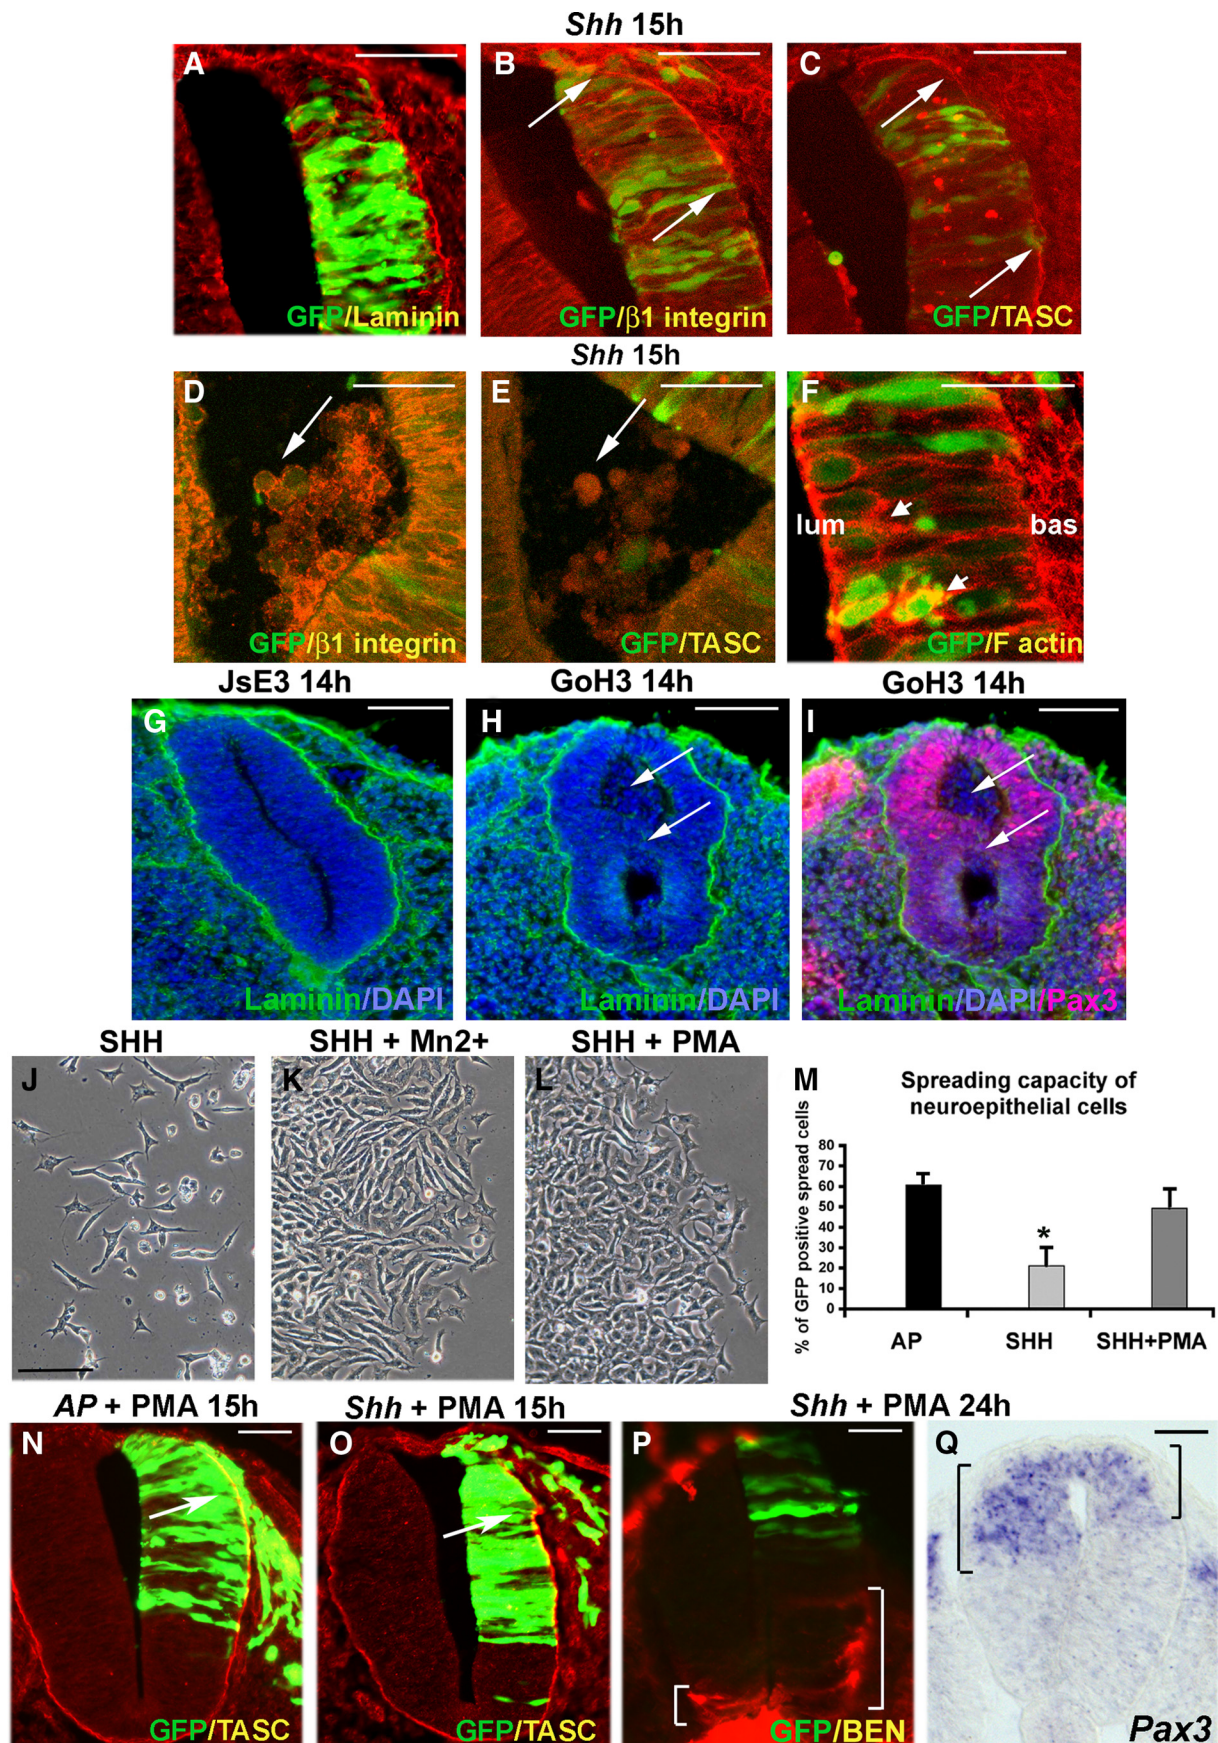 Shh 15h
A
B
C
GFP/Laminin
GFP/β1 integrin
GFP/TASC
Shh 15h
D
E
F
lum
bas
GFP/β1 integrin
GFP/TASC
GFP/F actin
JsE3 14h
GoH3 14h
GoH3 14h
G
H
I
Laminin/DAPI
Laminin/DAPI
Laminin/DAPI/Pax3
SHH
SHH + Mn2+
SHH + PMA
J
K
L
M
Spreading capacity of
neuroepithelial cells
% of GFP positive spread cells
80
70
60
50
40
30
20
10
0
*
AP
SHH
SHH+PMA
AP + PMA 15h
Shh + PMA 15h
Shh + PMA 24h
N
O
P
Q
GFP/TASC
GFP/TASC
GFP/BEN
Pax3